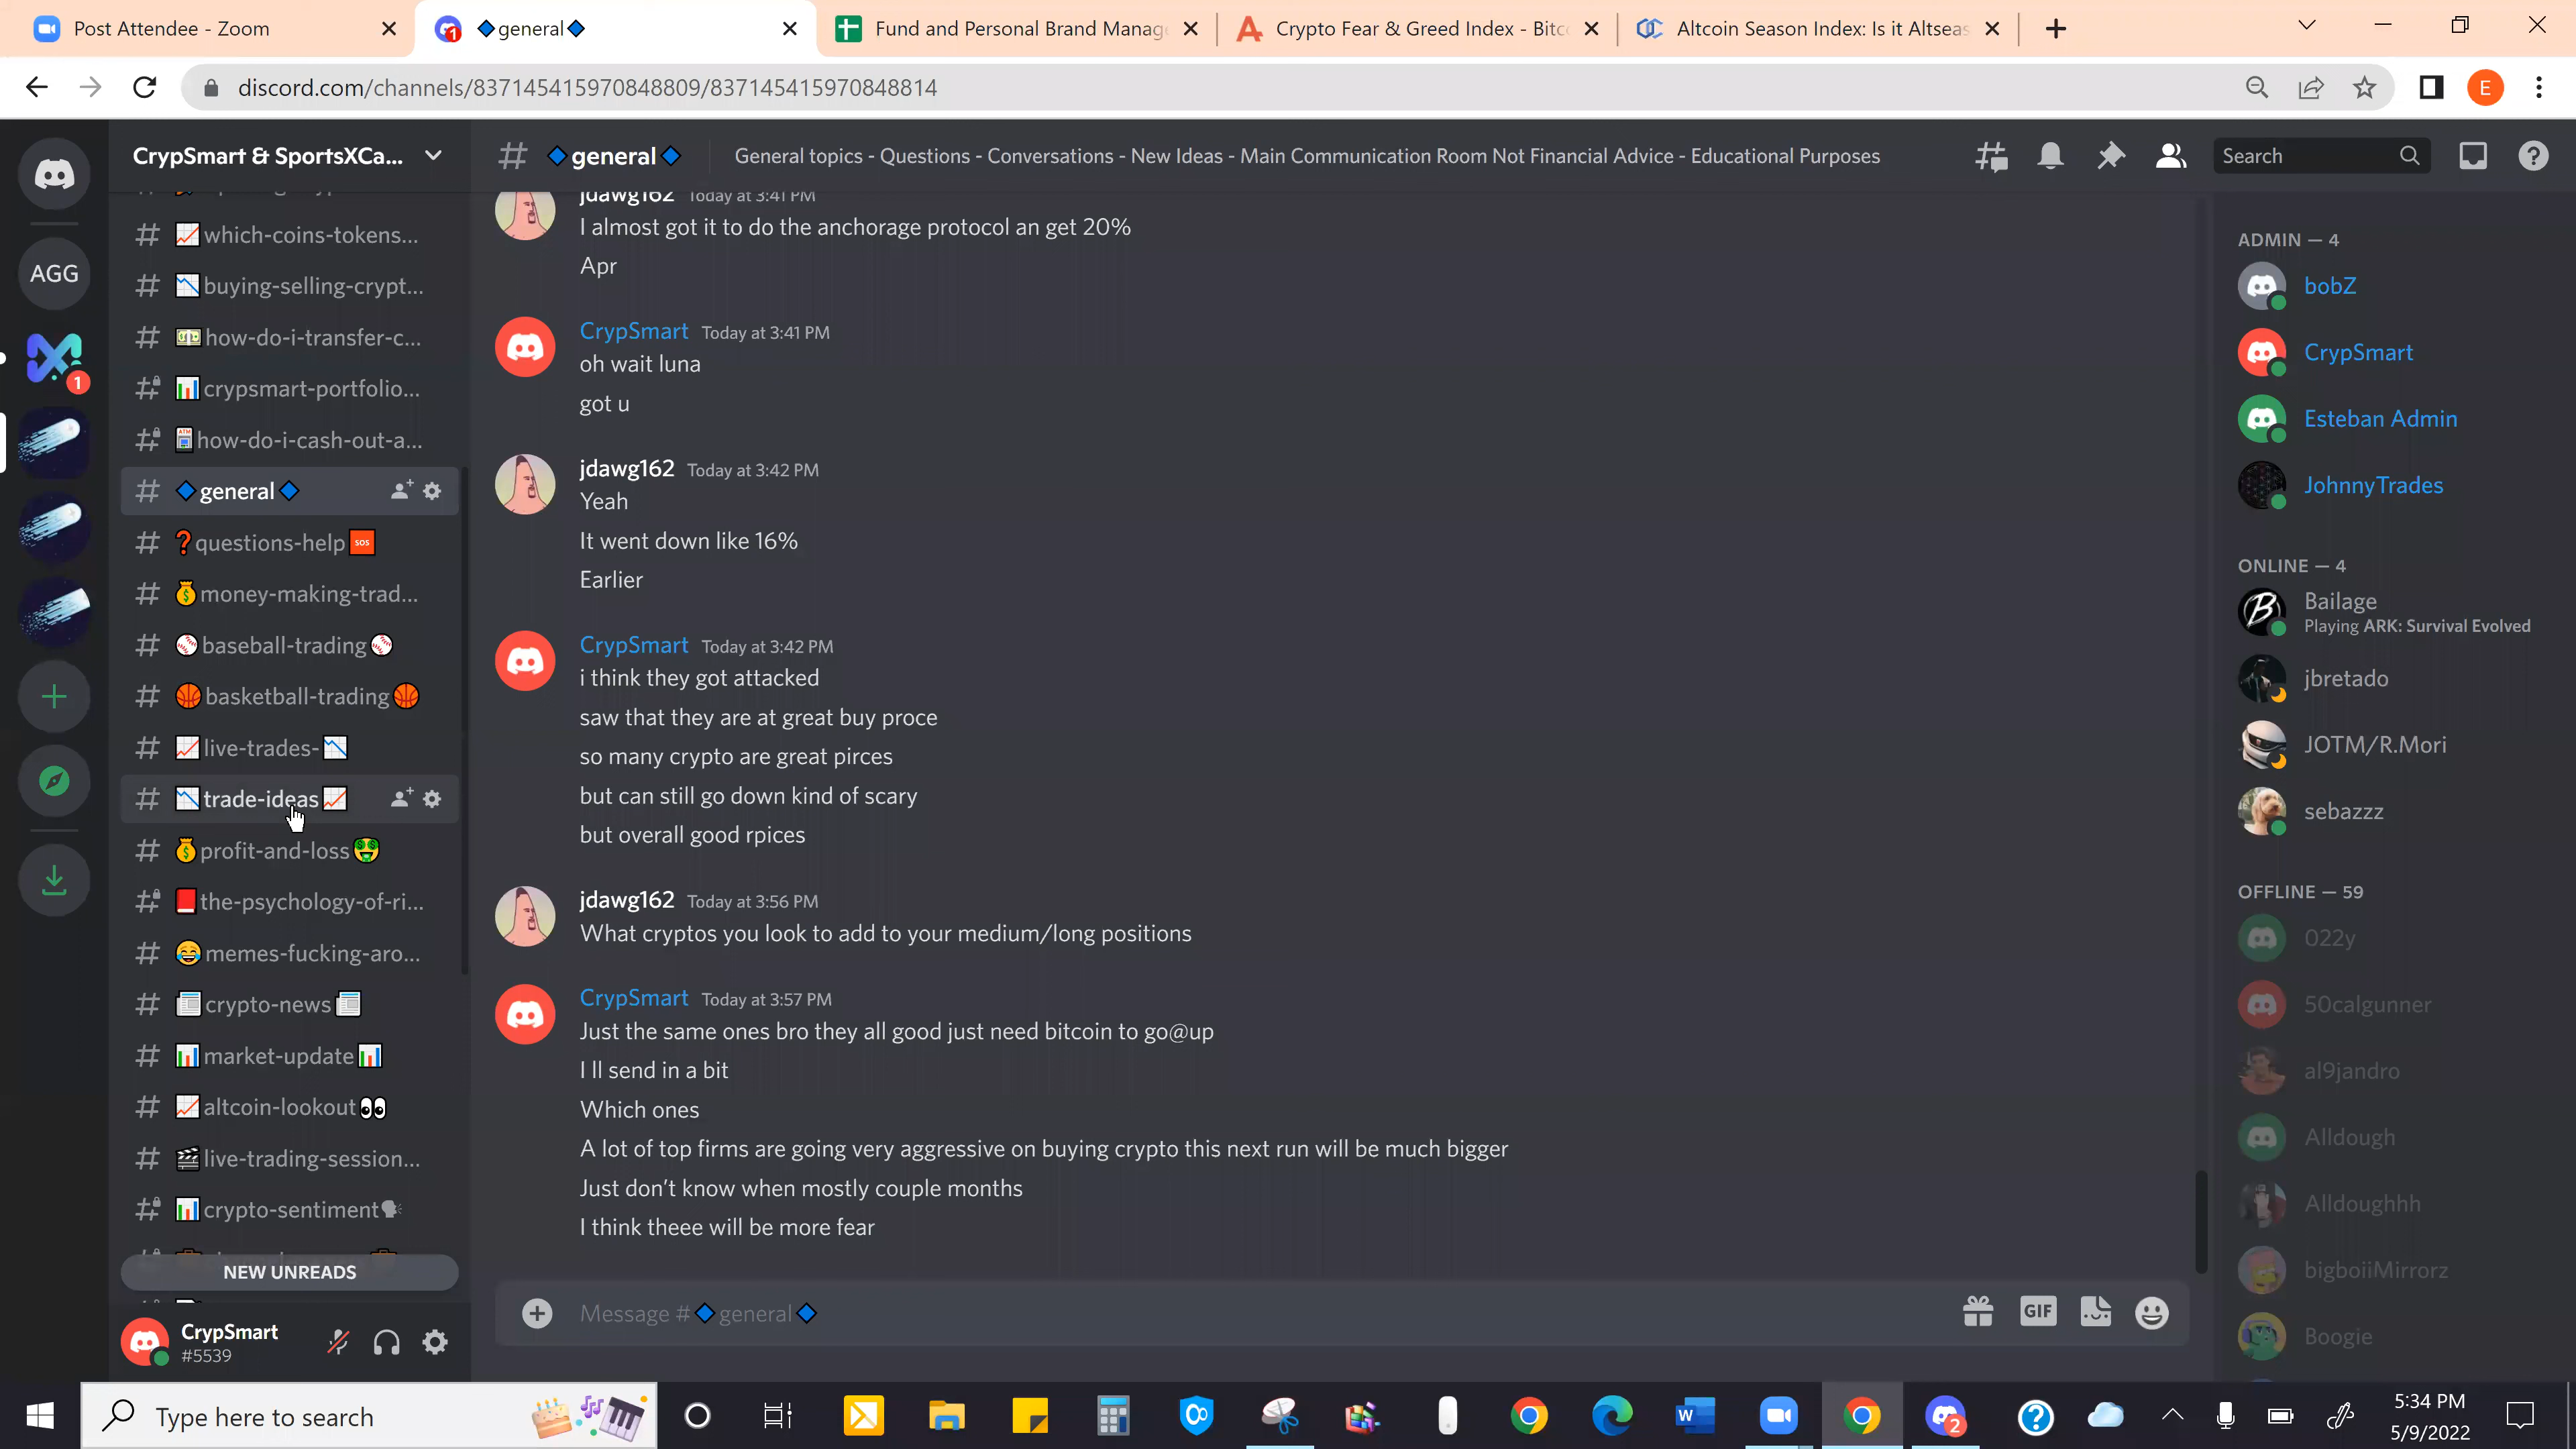 Post Attendee - Zoom
general
Fund and Personal Brand Manag
Crypto Fear & Greed Index - Bitc
Altcoin Season Index: Is it Altseas
discord.com/channels/837145415970848809/837145415970848814
E
CrypSmart & SportsXCa...
general
General topics - Questions - Conversations - New Ideas - Main Communication Room Not Financial Advice - Educational Purposes
Search
AGG
1
which-coins-tokens...
buying-selling-crypt...
how-do-i-transfer-c...
crypsmart-portfolio...
how-do-i-cash-out-a...
general
questions-help
money-making-trad...
baseball-trading
basketball-trading
live-trades-
trade-ideas
profit-and-loss
the-psychology-of-ri...
memes-fucking-aro...
crypto-news
market-update
altcoin-lookout
live-trading-session...
crypto-sentiment
NEW UNREADS
CrypSmart
#5539
jdawg162 Today at 3:41 PM
I almost got it to do the anchorage protocol an get 20%
Apr
CrypSmart Today at 3:41 PM
oh wait luna
got u
jdawg162 Today at 3:42 PM
Yeah
It went down like 16%
Earlier
CrypSmart Today at 3:42 PM
i think they got attacked
saw that they are at great buy proce
so many crypto are great pirces
but can still go down kind of scary
but overall good rpices
jdawg162 Today at 3:56 PM
What cryptos you look to add to your medium/long positions
CrypSmart Today at 3:57 PM
Just the same ones bro they all good just need bitcoin to go@up
I ll send in a bit
Which ones
A lot of top firms are going very aggressive on buying crypto this next run will be much bigger
Just don't know when mostly couple months
I think theee will be more fear
Message # general
GIF
ADMIN — 4
bobZ
CrypSmart
Esteban Admin
JohnnyTrades
ONLINE — 4
Bailage
Playing ARK: Survival Evolved
jbretado
JOTM/R.Mori
sebazzz
OFFLINE — 59
022y
50calgunner
al9jandro
Alldough
Alldoughhh
bigboiiMirrorz
Boogie
Type here to search
2
5:34 PM
5/9/2022